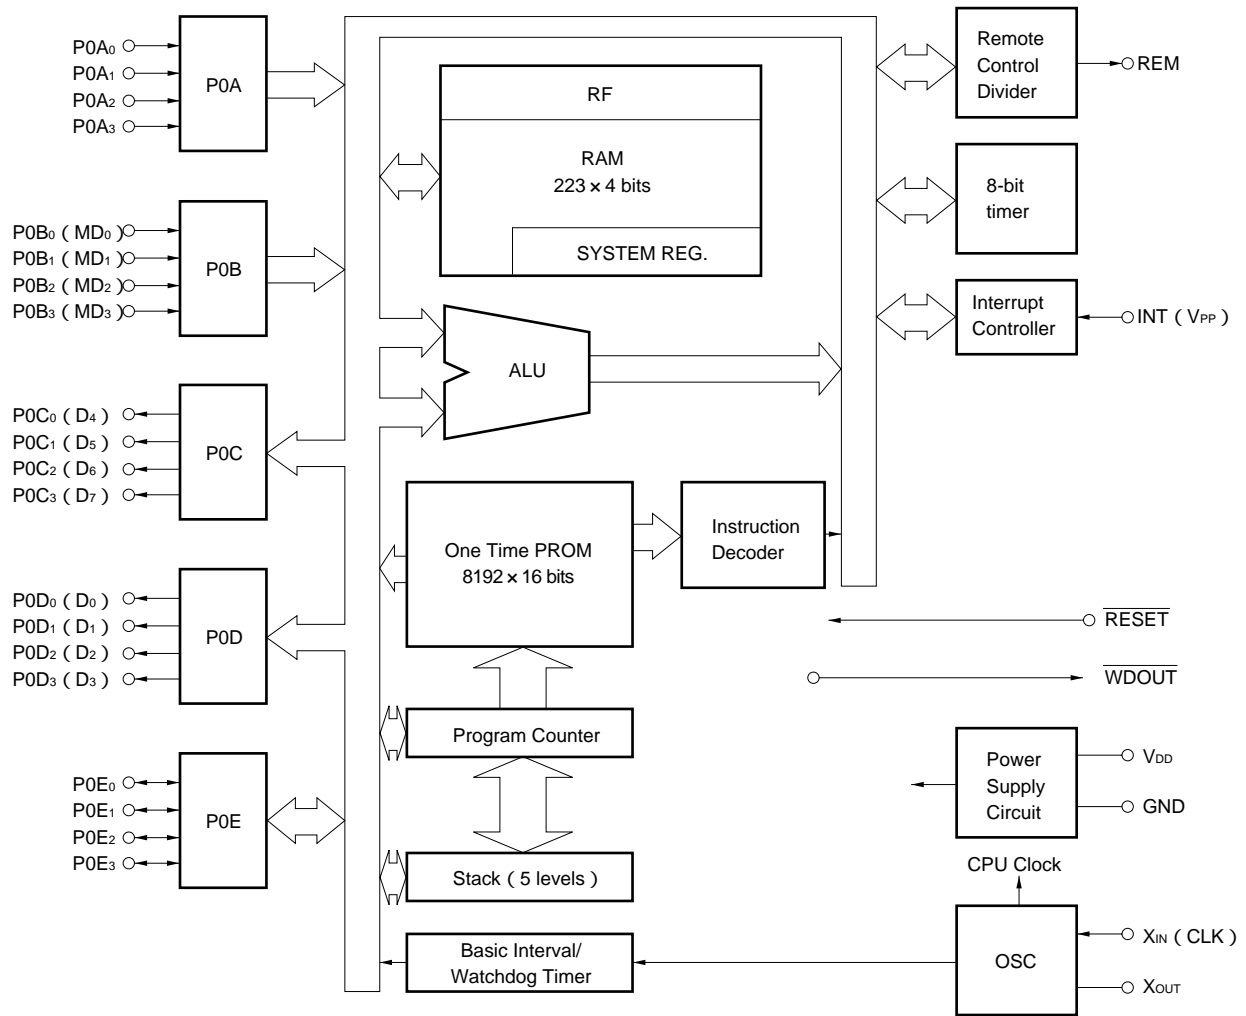 P0A0
P0A1
P0A2
P0A3
P0A
P0B0 ( MD0 )
P0B1 ( MD1 )
P0B2 ( MD2 )
P0B3 ( MD3 )
P0B
P0C0 ( D4 )
P0C1 ( D5 )
P0C2 ( D6 )
P0C3 ( D7 )
P0C
P0D0 ( D0 )
P0D1 ( D1 )
P0D2 ( D2 )
P0D3 ( D3 )
P0D
P0E0
P0E1
P0E2
P0E3
P0E
RF
RAM
223 × 4 bits
SYSTEM REG.
ALU
One Time PROM
8192 × 16 bits
Instruction
Decoder
Program Counter
Stack ( 5 levels )
Basic Interval/
Watchdog Timer
Remote
Control
Divider
REM
8-bit
timer
Interrupt
Controller
INT ( VPP )
RESET
WDOUT
Power
Supply
Circuit
VDD
GND
CPU Clock
OSC
XIN ( CLK )
XOUT